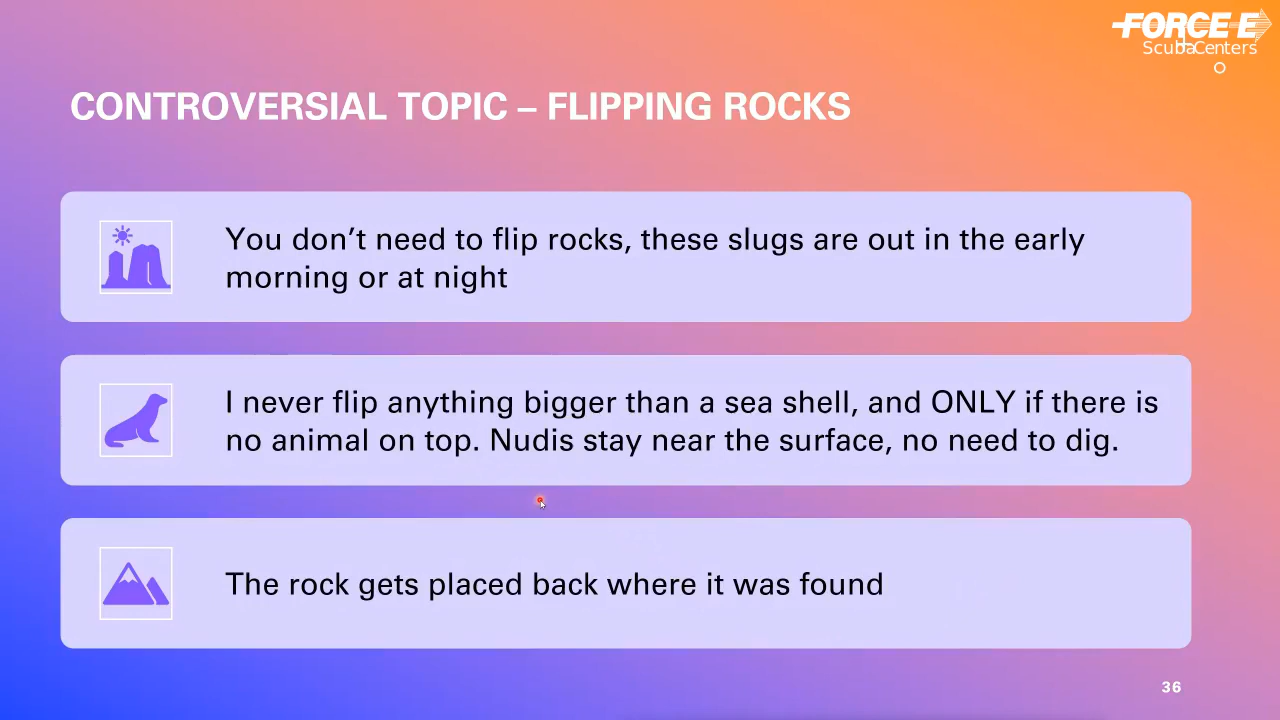 FORCE E
Scuba Centers
CONTROVERSIAL TOPIC – FLIPPING ROCKS
You don’t need to flip rocks, these slugs are out in the early
morning or at night
I never flip anything bigger than a sea shell, and ONLY if there is
no animal on top. Nudis stay near the surface, no need to dig.
The rock gets placed back where it was found
36